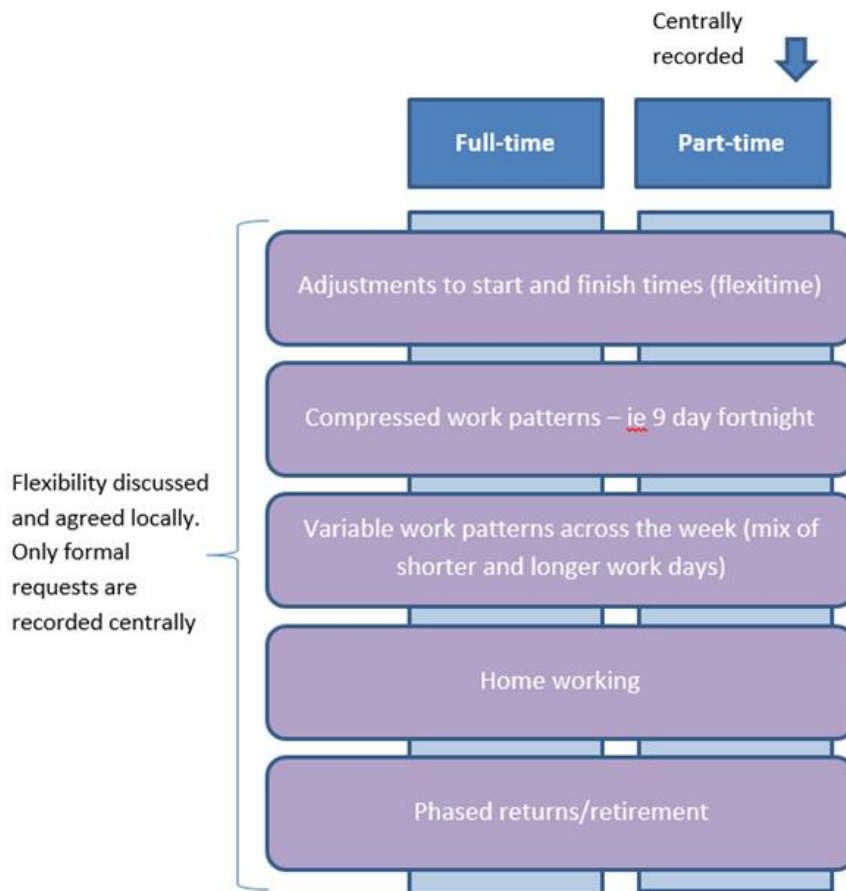 Centrally
recorded
Full-time
Part-time
Adjustments to start and finish times (flexitime)
Compressed work patterns – ie 9 day fortnight
Flexibility discussed
and agreed locally.
Only formal
requests are
recorded centrally
Variable work patterns across the week (mix of
shorter and longer work days)
Home working
Phased returns/retirement